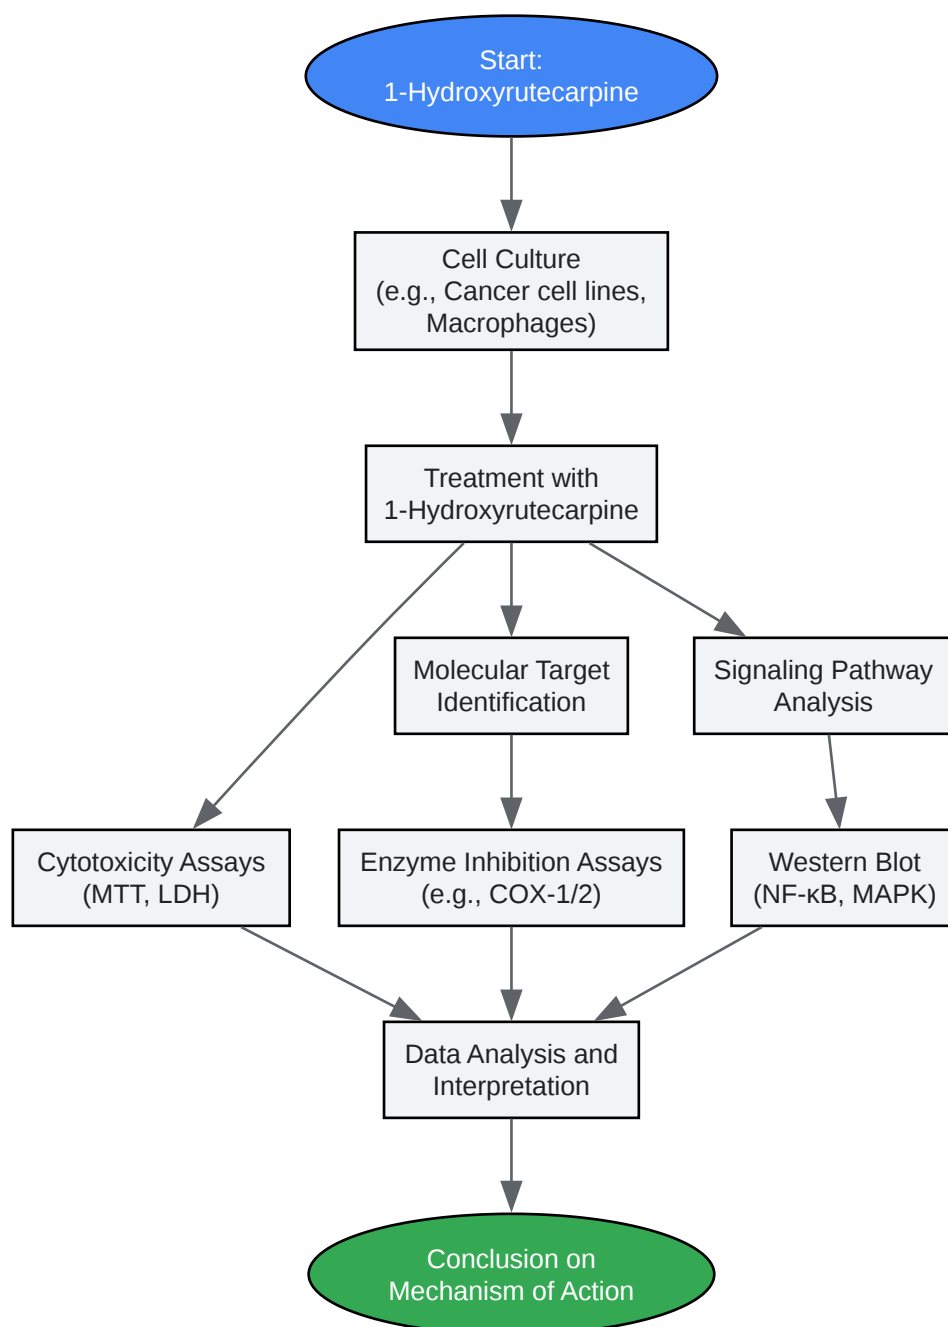 Start:
1-Hydroxyrutecarpine
Cell Culture
(e.g., Cancer cell lines,
Macrophages)
Treatment with
1-Hydroxyrutecarpine
Molecular Target
Identification
Signaling Pathway
Analysis
Cytotoxicity Assays
(MTT, LDH)
Enzyme Inhibition Assays
(e.g., COX-1/2)
Western Blot
(NF-κB, MAPK)
Data Analysis and
Interpretation
Conclusion on
Mechanism of Action